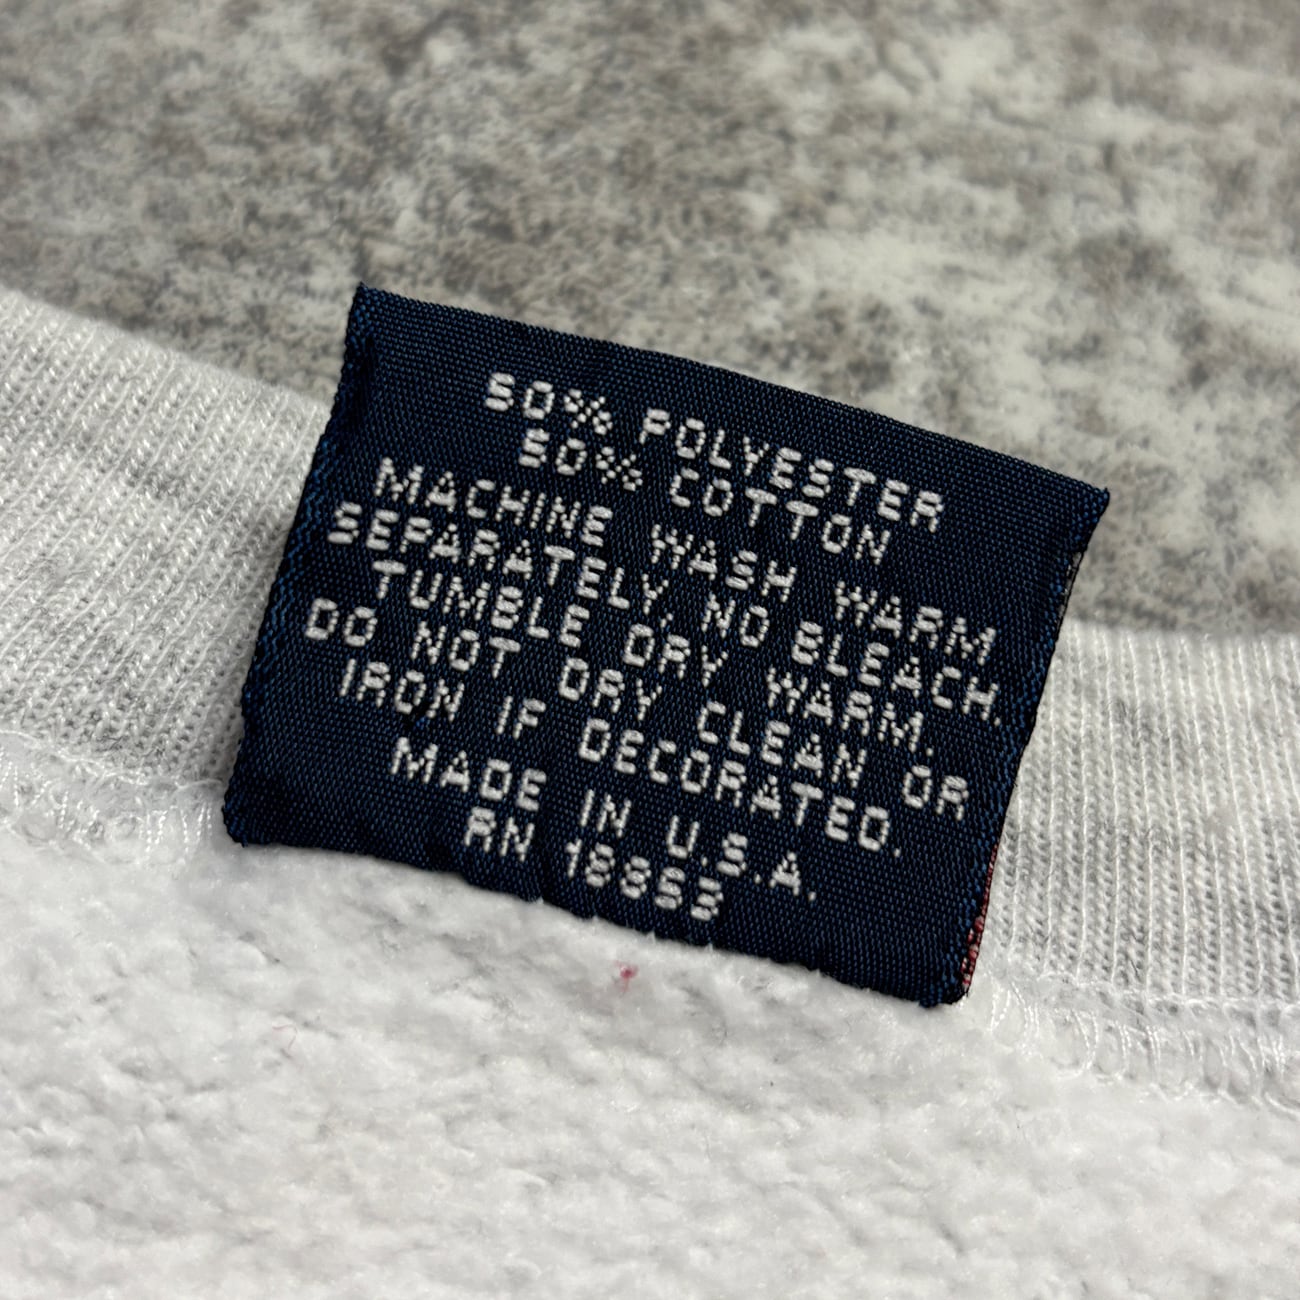 50% POLYESTER
50% COTTON
MACHINE WASH WARM
SEPARATELY, NO BLEACH.
TUMBLE DRY WARM.
DO NOT DRY CLEAN OR
IRON IF DECORATED.
MADE IN U.S.A.
RN 18853